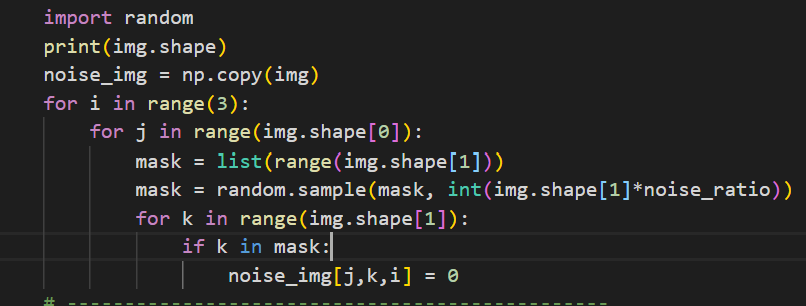 import random
print(img.shape)
noise_img = np.copy(img)
for i in range(3):
    for j in range(img.shape[0]):
        mask = list(range(img.shape[1]))
        mask = random.sample(mask, int(img.shape[1]*noise_ratio))
        for k in range(img.shape[1]):
            if k in mask:
                noise_img[j,k,i] = 0
# -----------------------------------------------